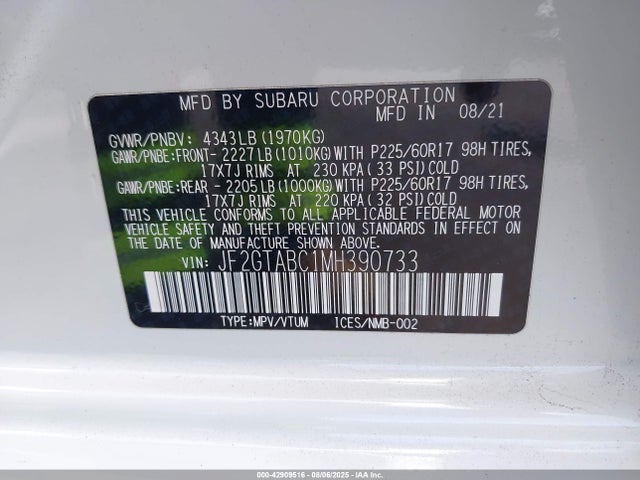 MFD BY SUBARU CORPORATION
MFD IN 08/21
GVWR/PNBV: 4343LB (1970KG)
GAWR/PNBE:FRONT- 2227LB (1010KG) WITH P225/60R17 98H TIRES,
17X7J RIMS AT 230 KPA (33 PSI) COLD
GAWR/PNBE:REAR - 2205LB (1000KG) WITH P225/60R17 98H TIRES,
17X7J RIMS AT 220 KPA (32 PSI) COLD
THIS VEHICLE CONFORMS TO ALL APPLICABLE FEDERAL MOTOR
VEHICLE SAFETY AND THEFT PREVENTION STANDARDS IN EFFECT
ON THE DATE OF MANUFACTURE SHOWN ABOVE.
VIN: JF2GTABC1MH390733
TYPE:MPV/VTUM ICES/NMB-002
000-42909516 - 08/06/2025 - IAAI - IAA Inc.